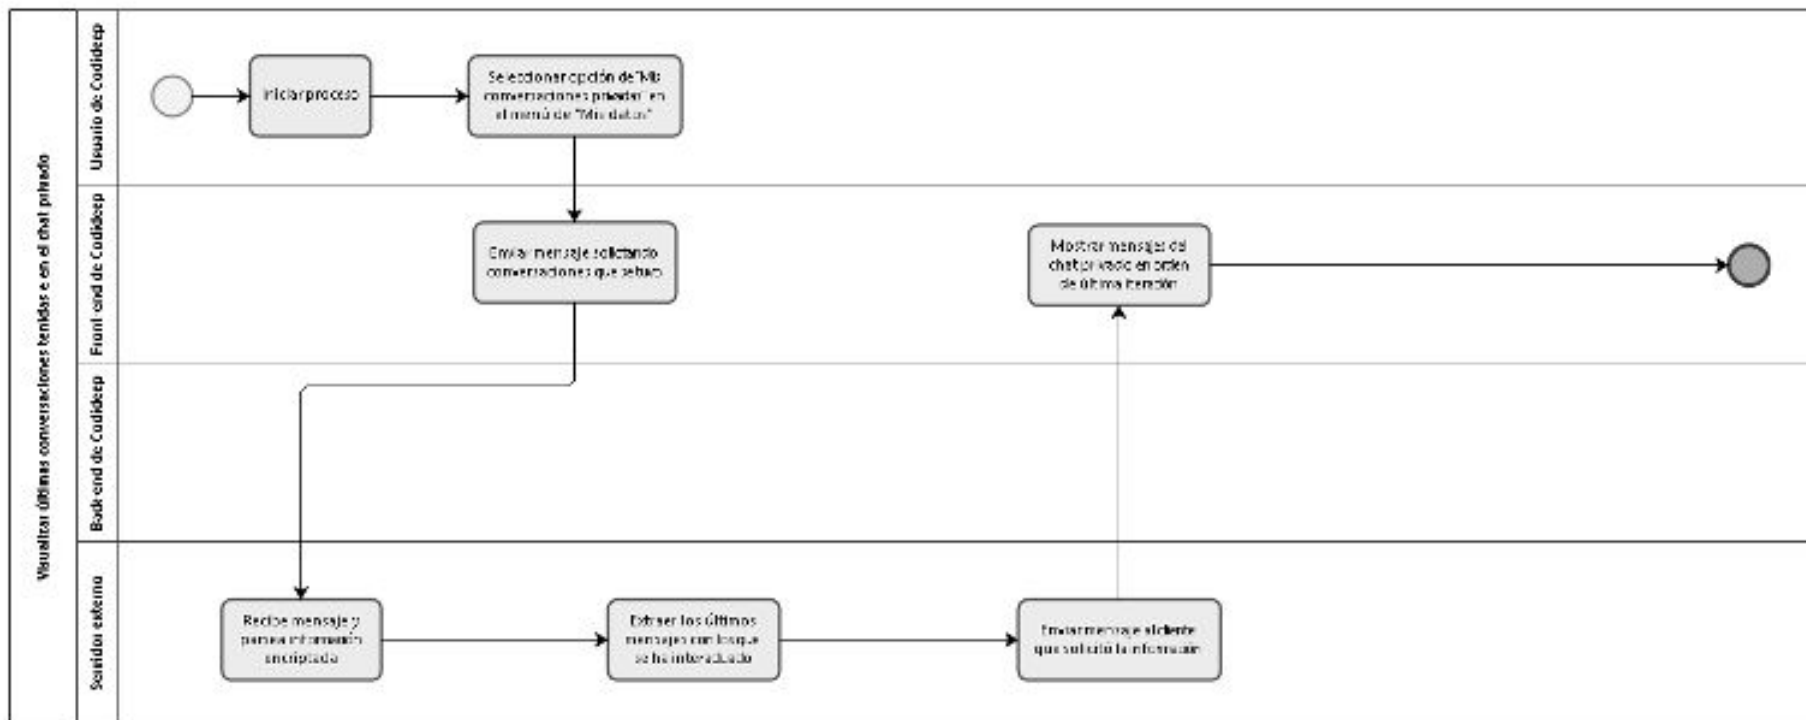 Visualizar últimas conversaciones tenidas e en el chat privado
Usuario de Codideep
Iniciar proceso
Seleccionar opción de "Mis
conversaciones privadas" en
el menú de "Mis datos"
Front-end de Codideep
Enviar mensaje solicitando
conversaciones que se tuvo
Mostrar mensajes del
chat privado en orden
de última iteración
Back-end de Codideep
Servidor externo
Recibe mensaje y
parsea información
encriptada
Extraer los últimos
mensajes con los que
se ha interactuado
Enviar mensaje al cliente
que solicitó la información